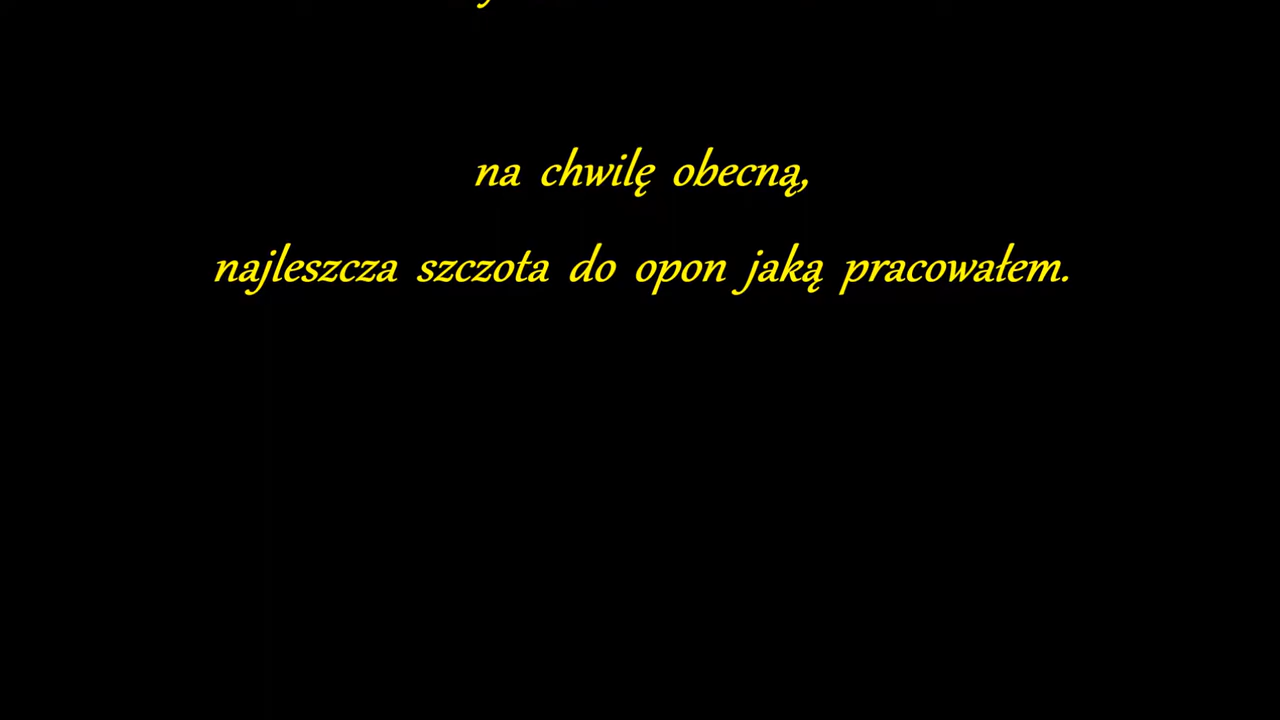 na chwilę obecną,
najleszcza szczota do opon jaką pracowałem.